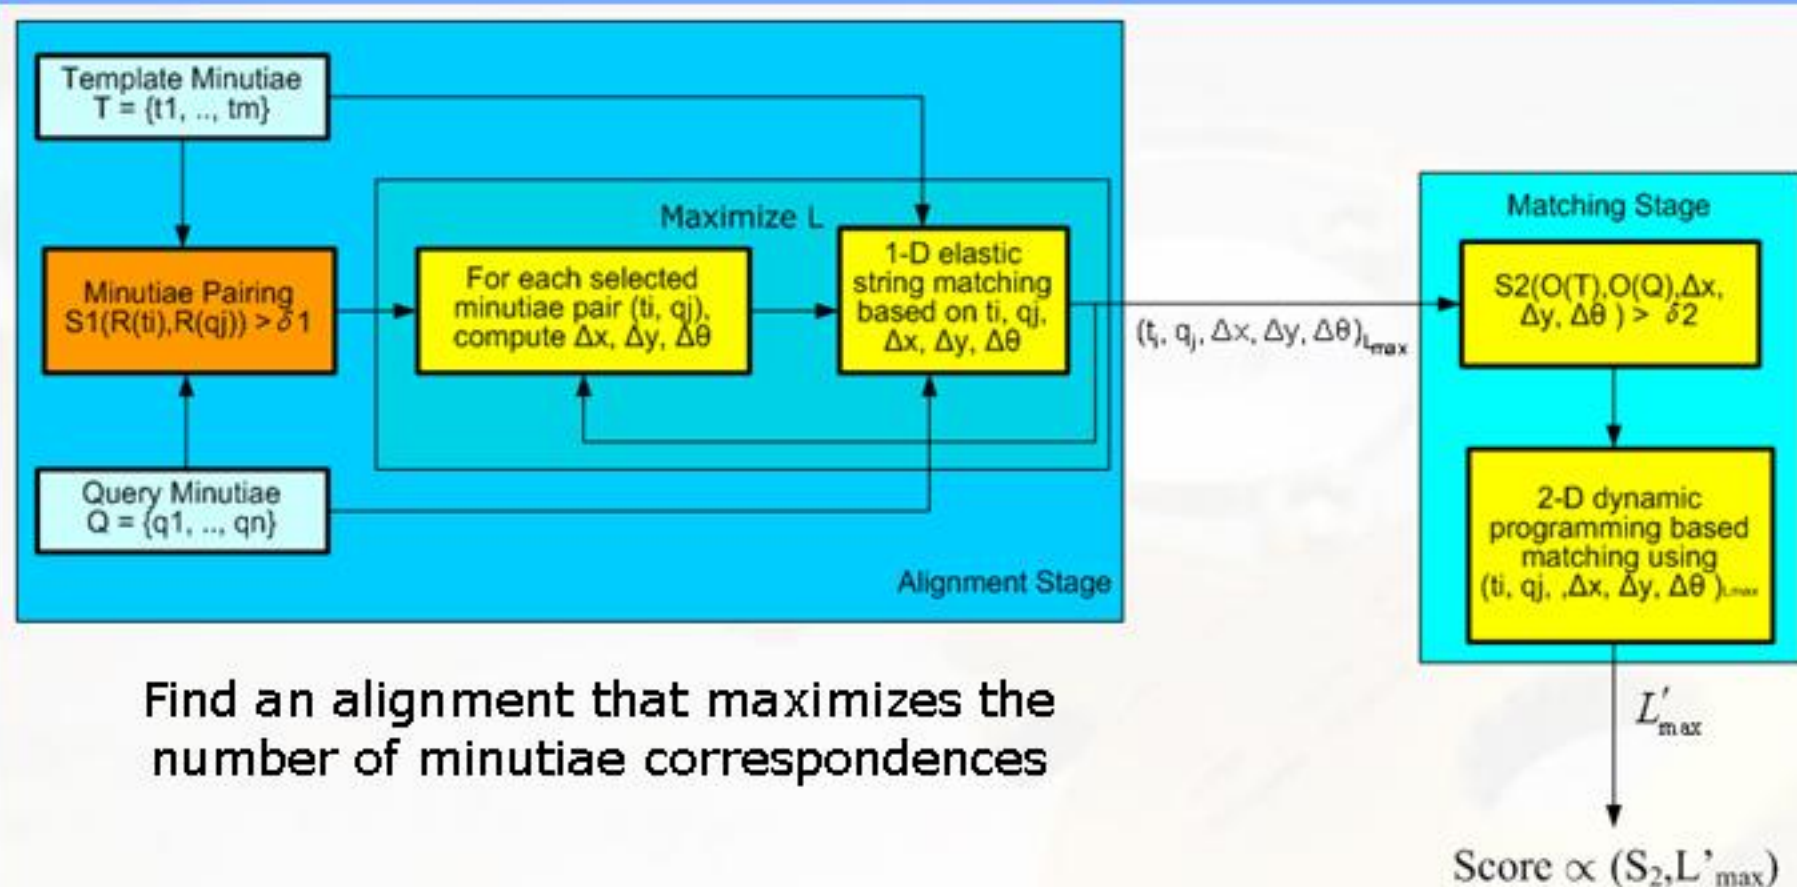 Template Minutiae
T = {t1, .., tm}
Maximize L
Minutiae Pairing
S1(R(ti),R(qj)) > δ 1
For each selected
minutiae pair (ti, qj),
compute Δx, Δy, Δθ
1-D elastic
string matching
based on ti, qj,
Δx, Δy, Δθ
Query Minutiae
Q = {q1, .., qn}
Alignment Stage
(ti, qj, Δx, Δy, Δθ)Lmax
Matching Stage
S2(O(T),O(Q),Δx,
Δy, Δθ ) > δ2
2-D dynamic
programming based
matching using
(ti, qj, ,Δx, Δy, Δθ )Lmax
L′max
Score ∝ (S2,L’max)
Find an alignment that maximizes the
number of minutiae correspondences